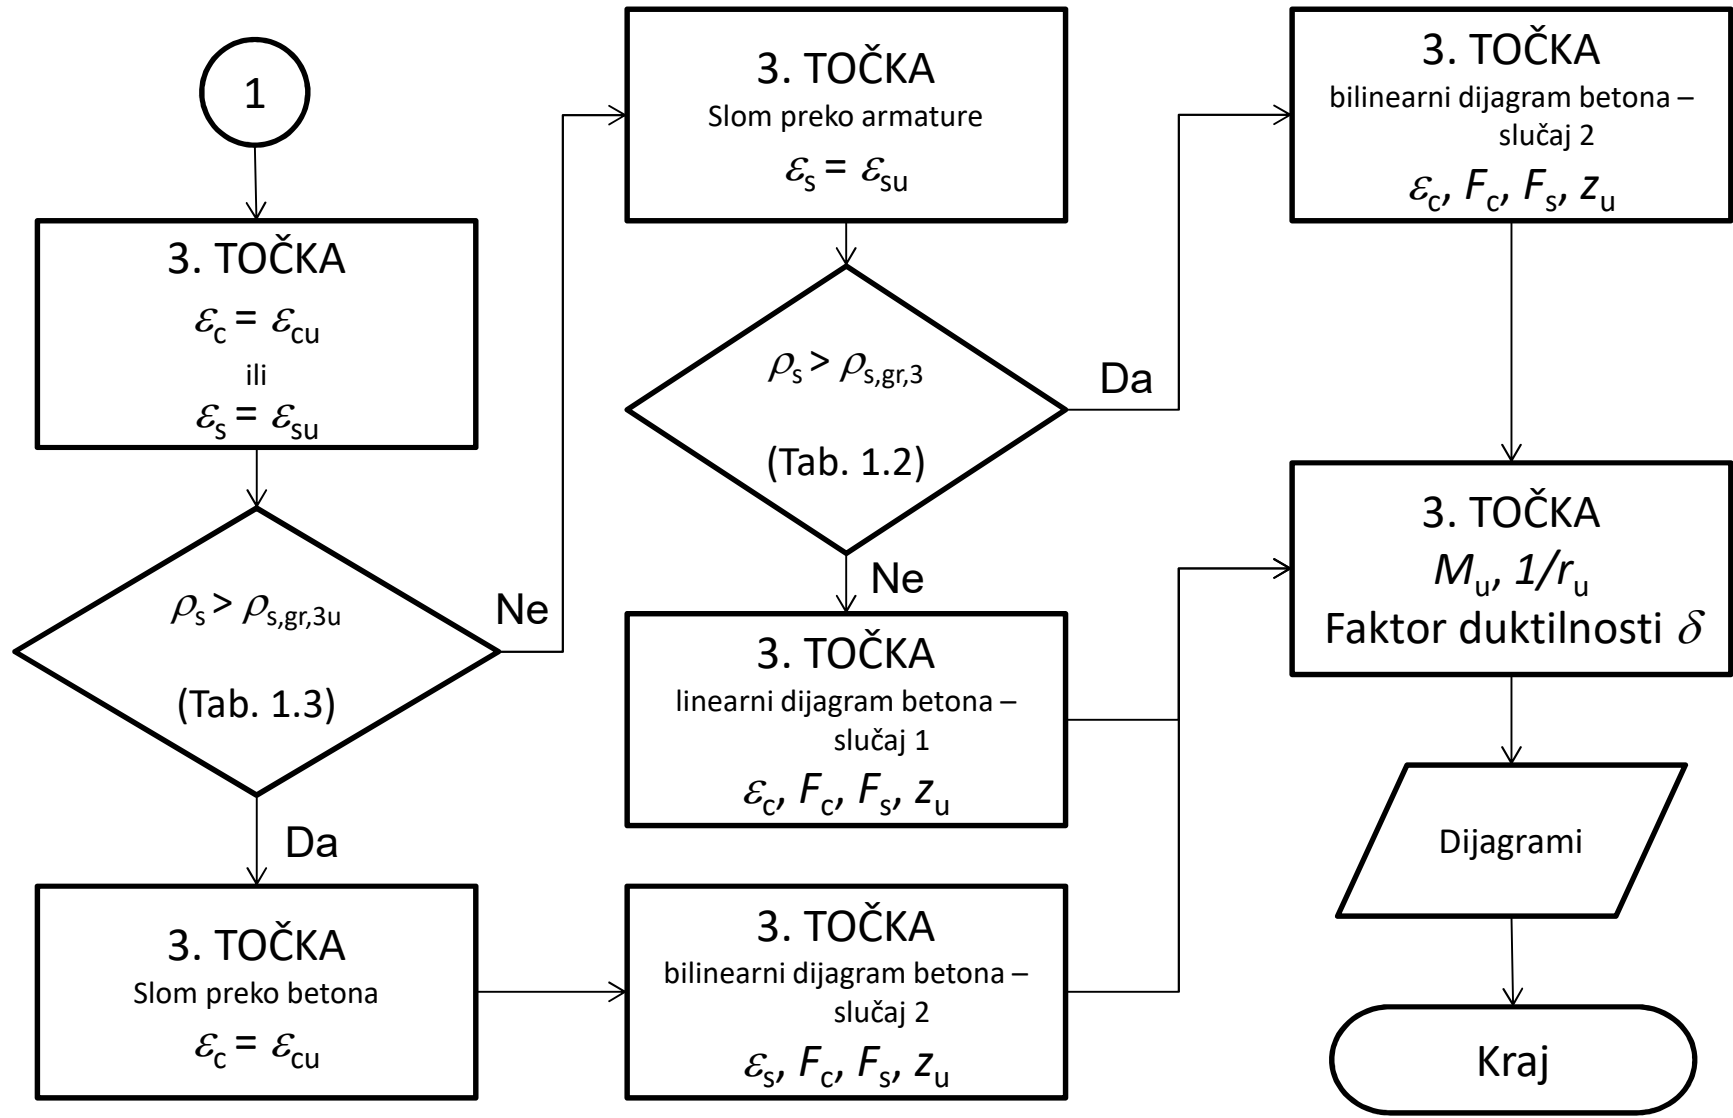 1
3. TOČKA
εc = εcu
ili
εs = εsu
ρs > ρs,gr,3u
(Tab. 1.3)
Ne
Da
3. TOČKA
Slom preko betona
εc = εcu
3. TOČKA
Slom preko armature
εs = εsu
ρs > ρs,gr,3
(Tab. 1.2)
Da
Ne
3. TOČKA
linearni dijagram betona –
slučaj 1
εc, Fc, Fs, zu
3. TOČKA
bilinearni dijagram betona –
slučaj 2
εs, Fc, Fs, zu
3. TOČKA
bilinearni dijagram betona –
slučaj 2
εc, Fc, Fs, zu
3. TOČKA
Mu, 1/ru
Faktor duktilnosti δ
Dijagrami
Kraj